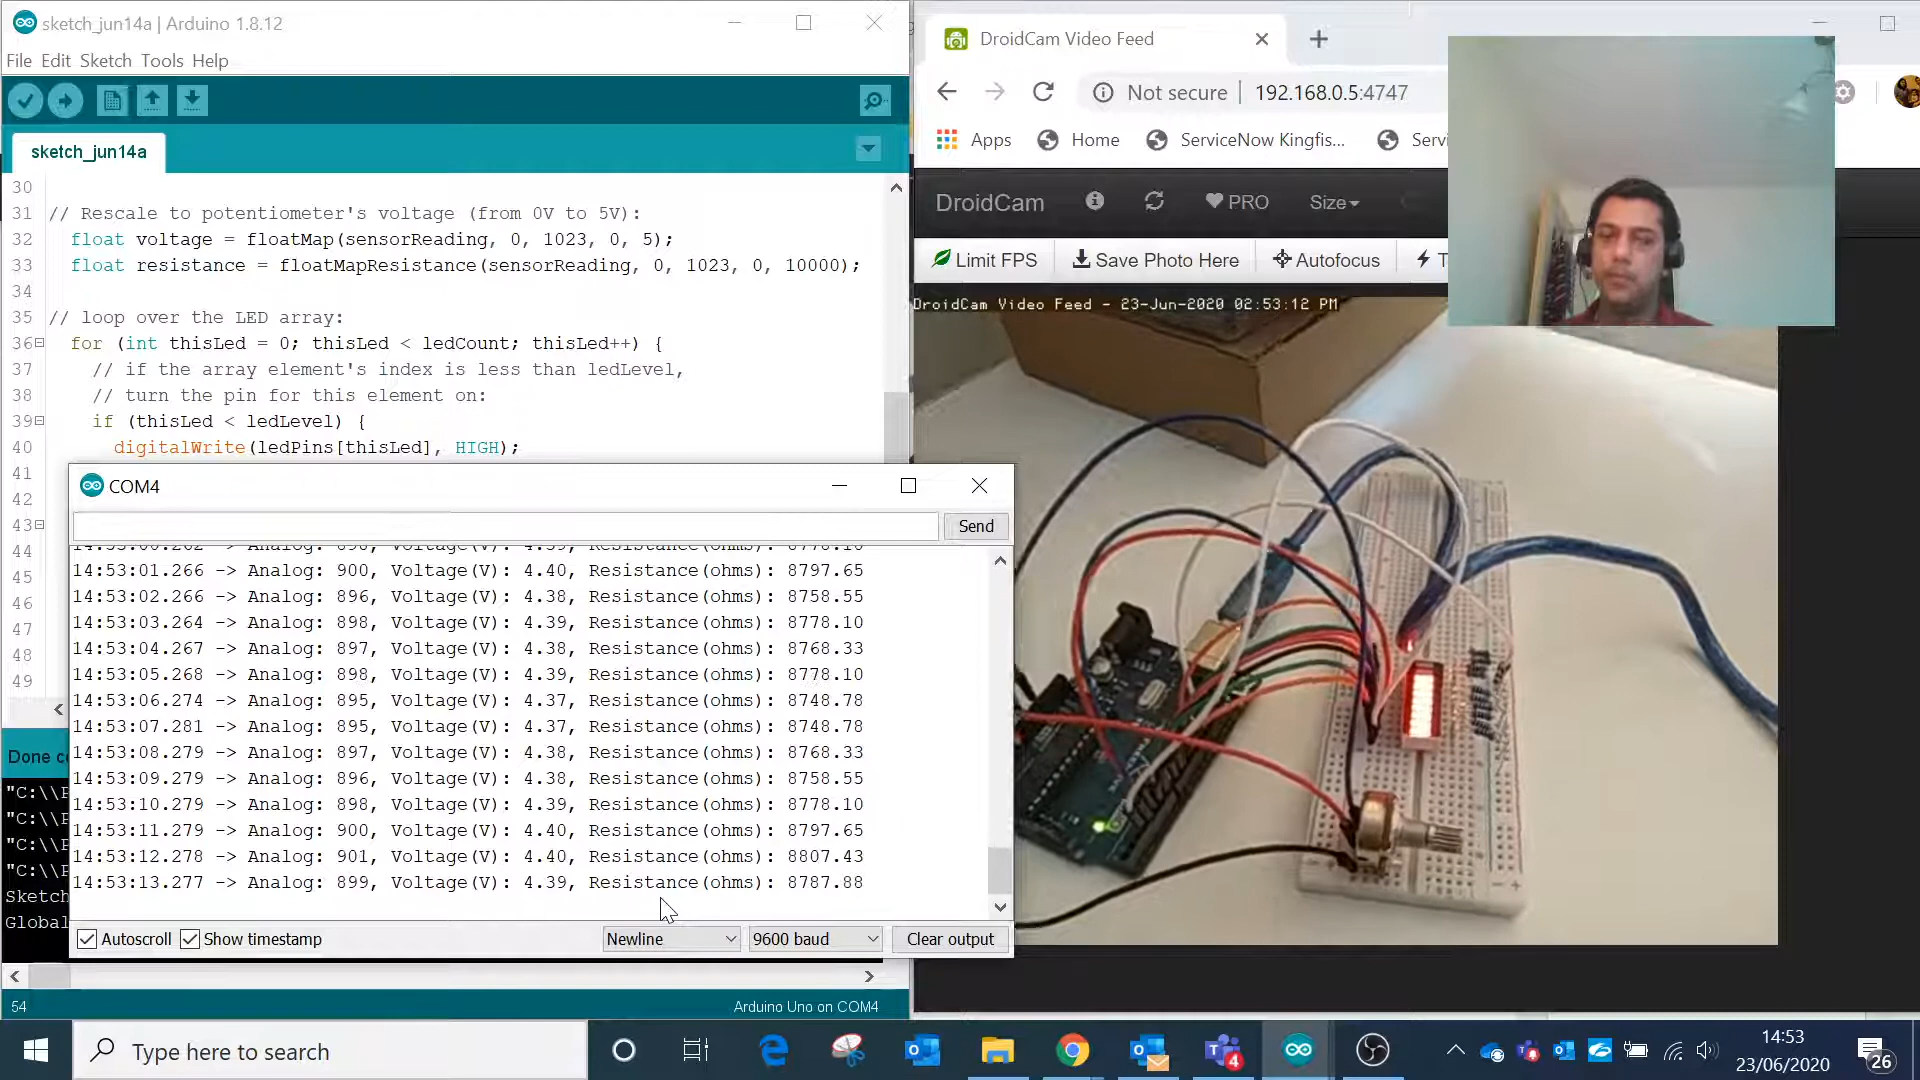 sketch_jun14a | Arduino 1.8.12
File Edit Sketch Tools Help
sketch_jun14a
30
31 // Rescale to potentiometer's voltage (from 0V to 5V):
32 float voltage = floatMap(sensorReading, 0, 1023, 0, 5);
33 float resistance = floatMapResistance(sensorReading, 0, 1023, 0, 10000);
34
35 // loop over the LED array:
36 for (int thisLed = 0; thisLed < ledCount; thisLed++) {
37 // if the array element's index is less than ledLevel,
38 // turn the pin for this element on:
39 if (thisLed < ledLevel) {
40 digitalWrite(ledPins[thisLed], HIGH);
41
42
43
44
45
46
47
48
49
COM4
Send
14:53:01.266 -> Analog: 900, Voltage(V): 4.40, Resistance(ohms): 8797.65
14:53:02.266 -> Analog: 896, Voltage(V): 4.38, Resistance(ohms): 8758.55
14:53:03.264 -> Analog: 898, Voltage(V): 4.39, Resistance(ohms): 8778.10
14:53:04.267 -> Analog: 897, Voltage(V): 4.38, Resistance(ohms): 8768.33
14:53:05.268 -> Analog: 898, Voltage(V): 4.39, Resistance(ohms): 8778.10
14:53:06.274 -> Analog: 895, Voltage(V): 4.37, Resistance(ohms): 8748.78
14:53:07.281 -> Analog: 895, Voltage(V): 4.37, Resistance(ohms): 8748.78
14:53:08.279 -> Analog: 897, Voltage(V): 4.38, Resistance(ohms): 8768.33
14:53:09.279 -> Analog: 896, Voltage(V): 4.38, Resistance(ohms): 8758.55
14:53:10.279 -> Analog: 898, Voltage(V): 4.39, Resistance(ohms): 8778.10
14:53:11.279 -> Analog: 900, Voltage(V): 4.40, Resistance(ohms): 8797.65
14:53:12.278 -> Analog: 901, Voltage(V): 4.40, Resistance(ohms): 8807.43
14:53:13.277 -> Analog: 899, Voltage(V): 4.39, Resistance(ohms): 8787.88
Autoscroll Show timestamp Newline 9600 baud Clear output
Done
"C:\\P
"C:\\P
"C:\\P
"C:\\P
Sketch
Global
54 Arduino Uno on COM4
DroidCam Video Feed
Not secure 192.168.0.5:4747
Apps Home ServiceNow Kingfis... Servi
DroidCam PRO Size
Limit FPS Save Photo Here Autofocus T
DroidCam Video Feed - 23-Jun-2020 02:53:12 PM
Type here to search
4
14:53
23/06/2020
26